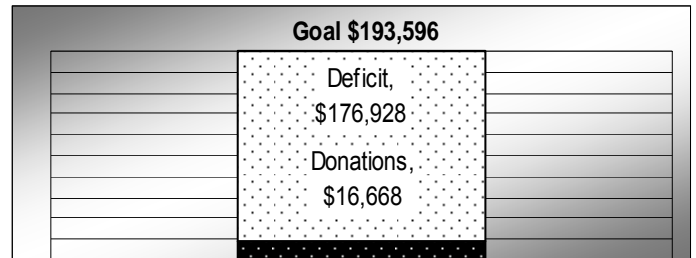 Goal $193,596
Deficit,
$176,928
Donations,
$16,668